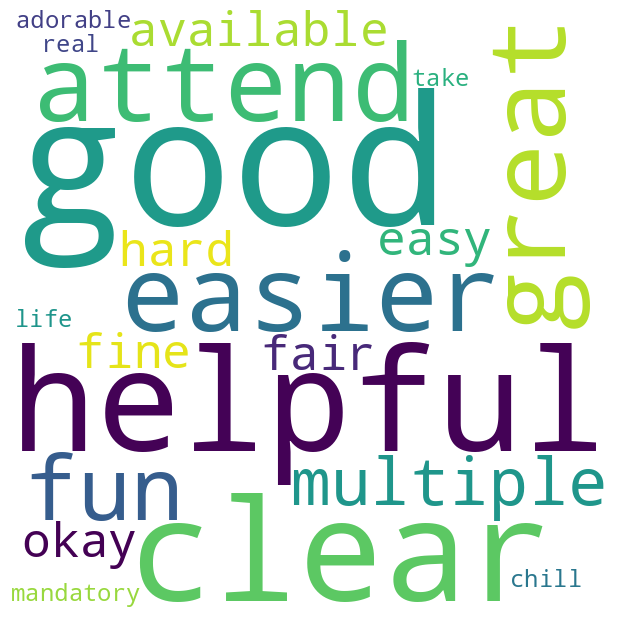 adorable
available
real
attend
take
great
good
hard
easy
easier
life
fine
fair
helpful
fun
multiple
okay
clear
chill
mandatory